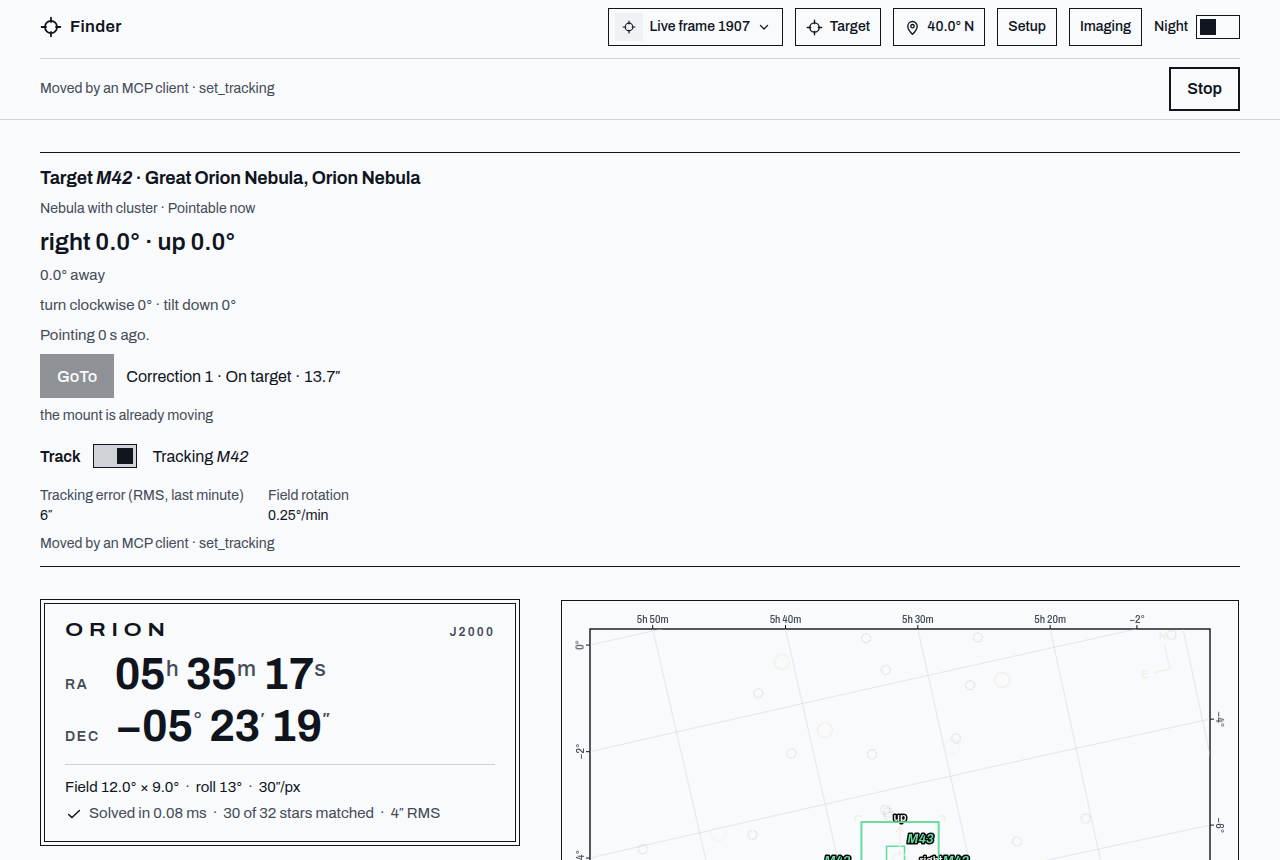 Finder
Live frame 1907
Target
40.0° N
Setup
Imaging
Night
Moved by an MCP client · set_tracking
Stop
Target M42 · Great Orion Nebula, Orion Nebula
Nebula with cluster · Pointable now
right 0.0° · up 0.0°
0.0° away
turn clockwise 0° · tilt down 0°
Pointing 0 s ago.
GoTo
Correction 1 · On target · 13.7″
the mount is already moving
Track
Tracking M42
Tracking error (RMS, last minute)
Field rotation
6″
0.25°/min
Moved by an MCP client · set_tracking
ORION
J2000
RA 05h 35m 17s
DEC −05° 23′ 19″
Field 12.0° × 9.0° · roll 13° · 30″/px
Solved in 0.08 ms · 30 of 32 stars matched · 4″ RMS
5h 50m
5h 40m
5h 30m
5h 20m
−2°
0°
N
E
−4°
−2°
up
−6°
M43